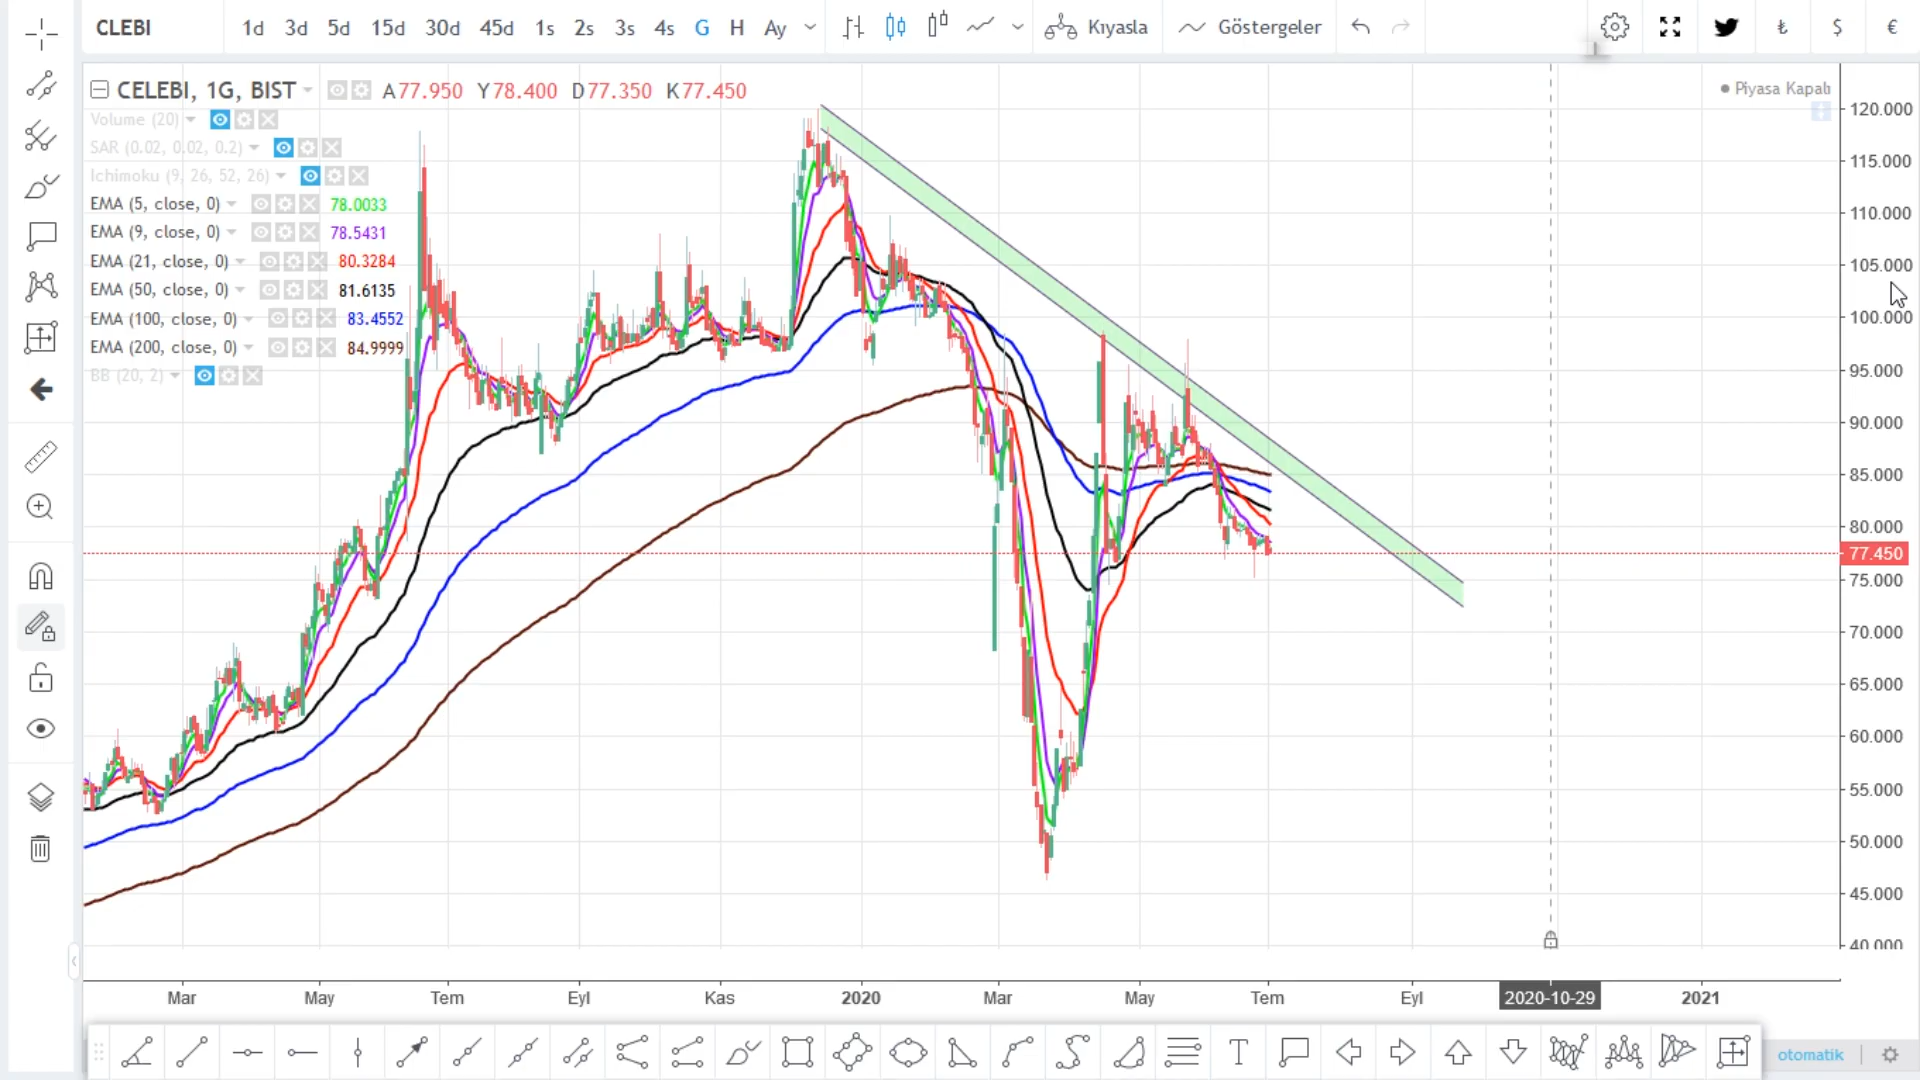 CLEBI 1d 3d 5d 15d 30d 45d 1s 2s 3s 4s G H Ay Kıyasla Göstergeler ₺ $ €
CELEBI, 1G, BIST A77.950 Y78.400 D77.350 K77.450
Piyasa Kapalı
Volume (20)
SAR (0.02, 0.02, 0.2)
Ichimoku (9, 26, 52, 26)
EMA (5, close, 0) 78.0033
EMA (9, close, 0) 78.5431
EMA (21, close, 0) 80.3284
EMA (50, close, 0) 81.6135
EMA (100, close, 0) 83.4552
EMA (200, close, 0) 84.9999
BB (20, 2)
120.000
115.000
110.000
105.000
100.000
95.000
90.000
85.000
80.000
77.450
75.000
70.000
65.000
60.000
55.000
50.000
45.000
40.000
Mar May Tem Eyl Kas 2020 Mar May Tem Eyl 2020-10-29 2021
T
otomatik